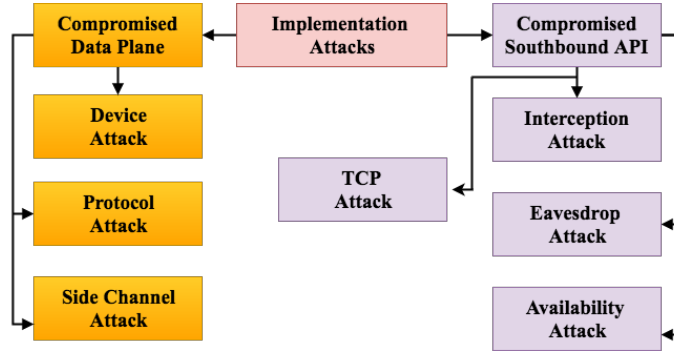 Compromised
Data Plane
Implementation
Attacks
Compromised
Southbound API
Device
Attack
Interception
Attack
TCP
Attack
Protocol
Attack
Eavesdrop
Attack
Side Channel
Attack
Availability
Attack